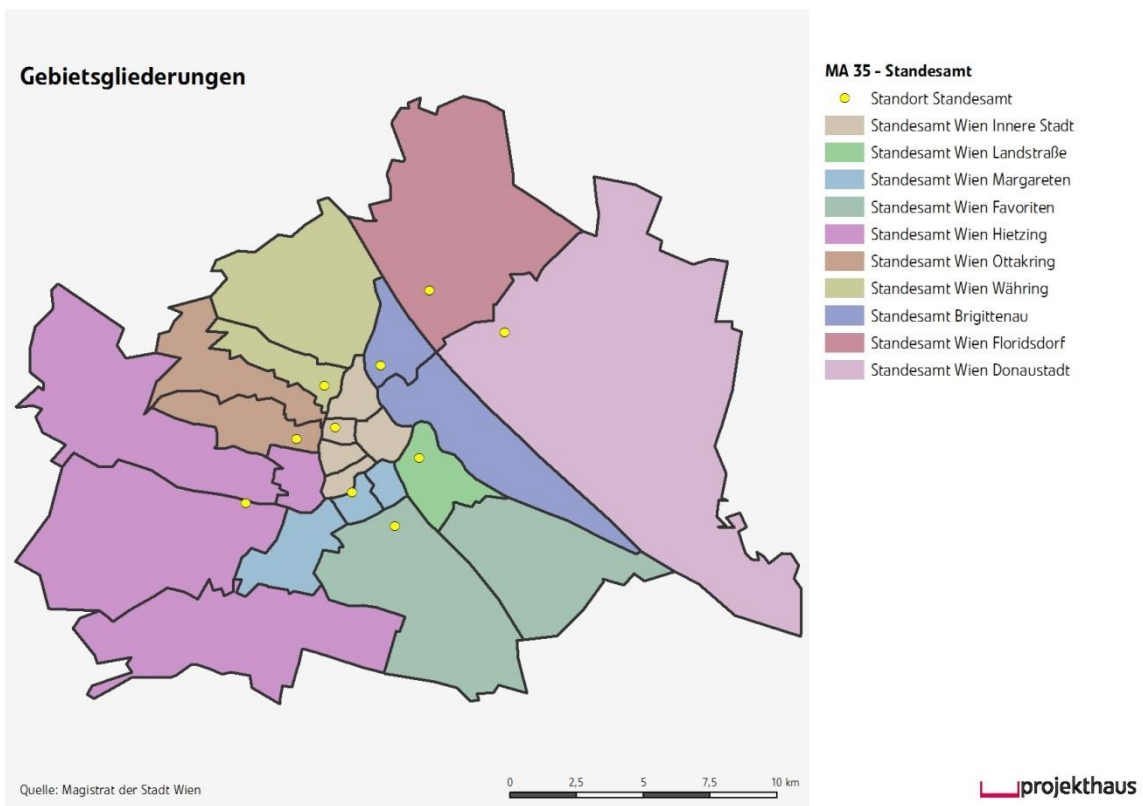 Gebietsgliederungen
MA 35 - Standesamt
Standort Standesamt
Standesamt Wien Innere Stadt
Standesamt Wien Landstraße
Standesamt Wien Margareten
Standesamt Wien Favoriten
Standesamt Wien Hietzing
Standesamt Wien Ottakring
Standesamt Wien Währing
Standesamt Brigittenau
Standesamt Wien Floridsdorf
Standesamt Wien Donaustadt
Quelle: Magistrat der Stadt Wien
0 2,5 5 7,5 10 km
projekthaus